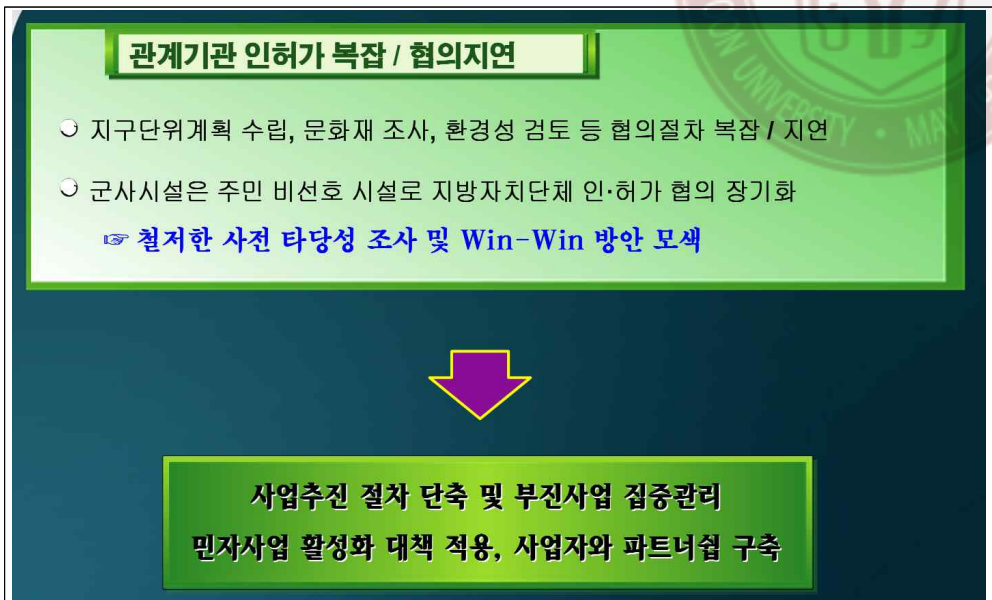 관계기관 인허가 복잡 / 협의지연
지구단위계획 수립, 문화재 조사, 환경성 검토 등 협의절차 복잡 / 지연
군사시설은 주민 비선호 시설로 지방자치단체 인·허가 협의 장기화
☞ 철저한 사전 타당성 조사 및 Win-Win 방안 모색
사업추진 절차 단축 및 부진사업 집중관리
민자사업 활성화 대책 적용, 사업자와 파트너쉽 구축